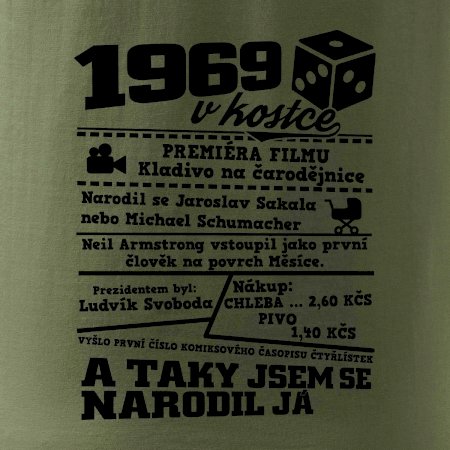 1969
v kostce
PREMIÉRA FILMU
Kladivo na čarodějnice
Narodil se Jaroslav Sakala
nebo Michael Schumacher
Neil Armstrong vstoupil jako první
člověk na povrch Měsíce.
Prezidentem byl:
Ludvík Svoboda
Nákup:
CHLEBA ... 2,60 KČS
PIVO
1,40 KČS
VYŠLO PRVNÍ ČÍSLO KOMIKSOVÉHO ČASOPISU ČTYŘLÍSTEK
A TAKY JSEM SE
NARODIL JÁ